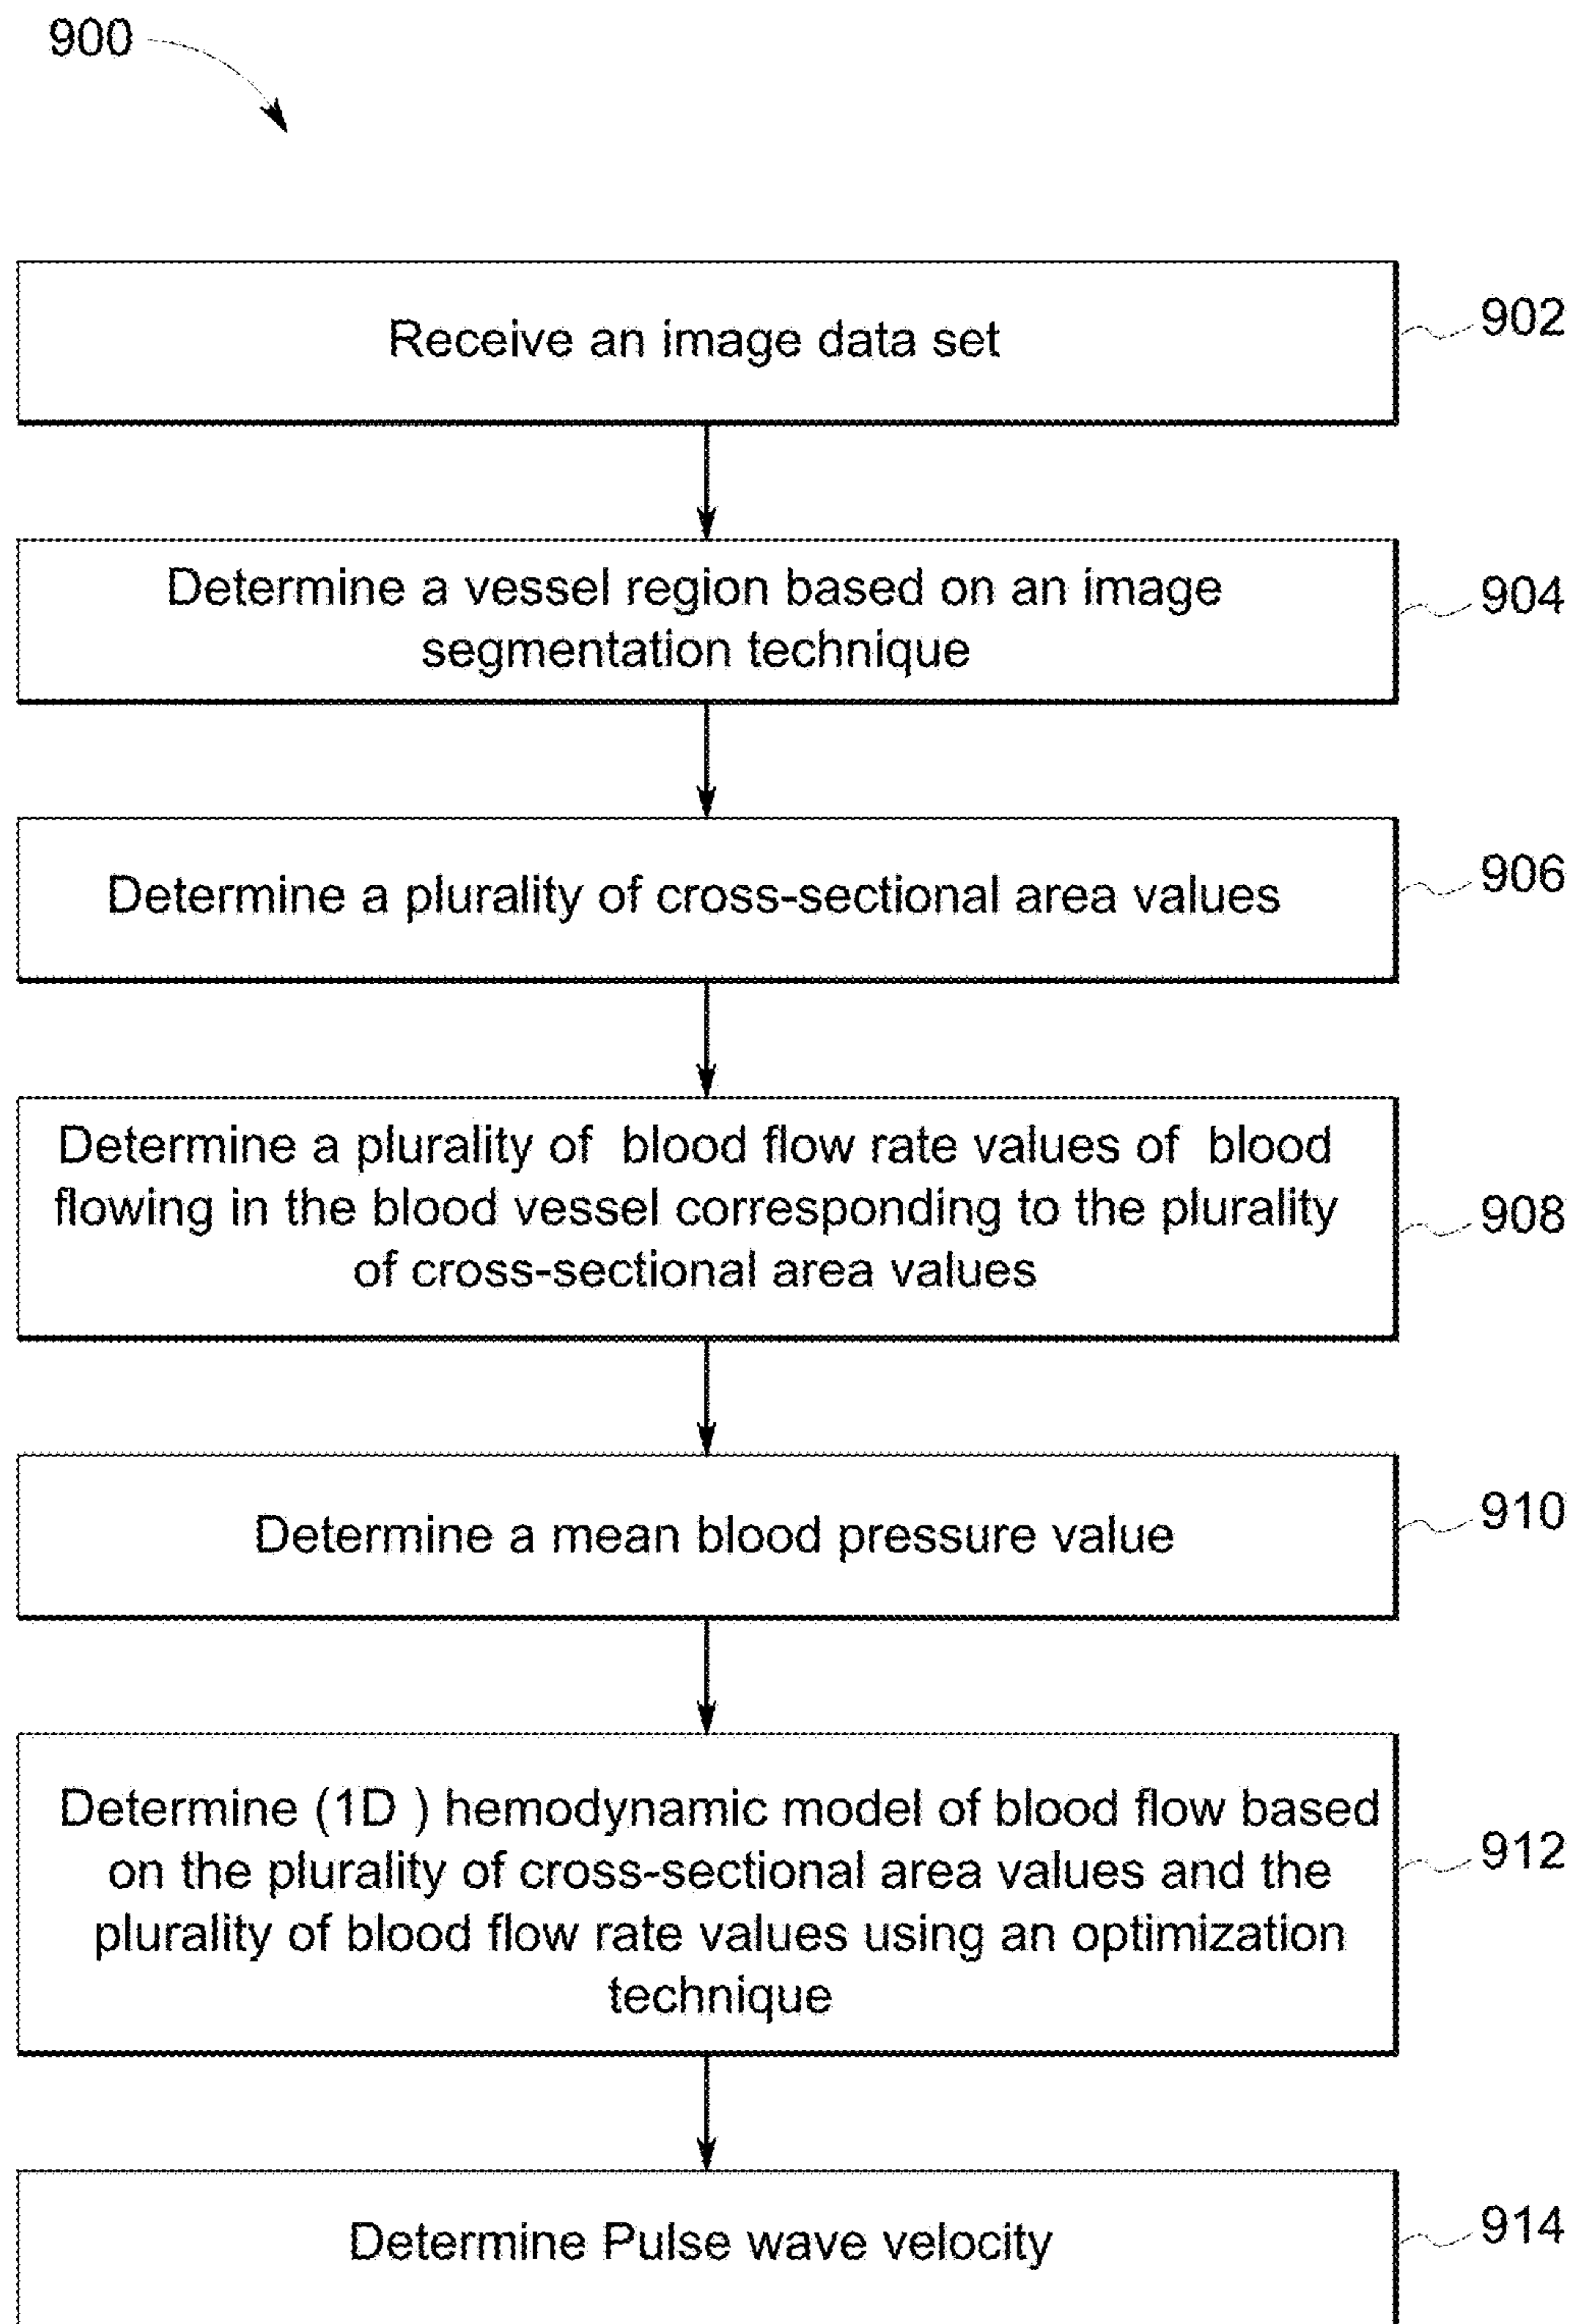 900
Receive an image data set
902
Determine a vessel region based on an image
segmentation technique
904
Determine a plurality of cross-sectional area values
906
Determine a plurality of blood flow rate values of blood
flowing in the blood vessel corresponding to the plurality
of cross-sectional area values
908
Determine a mean blood pressure value
910
Determine (1D ) hemodynamic model of blood flow based
on the plurality of cross-sectional area values and the
plurality of blood flow rate values using an optimization
technique
912
Determine Pulse wave velocity
914